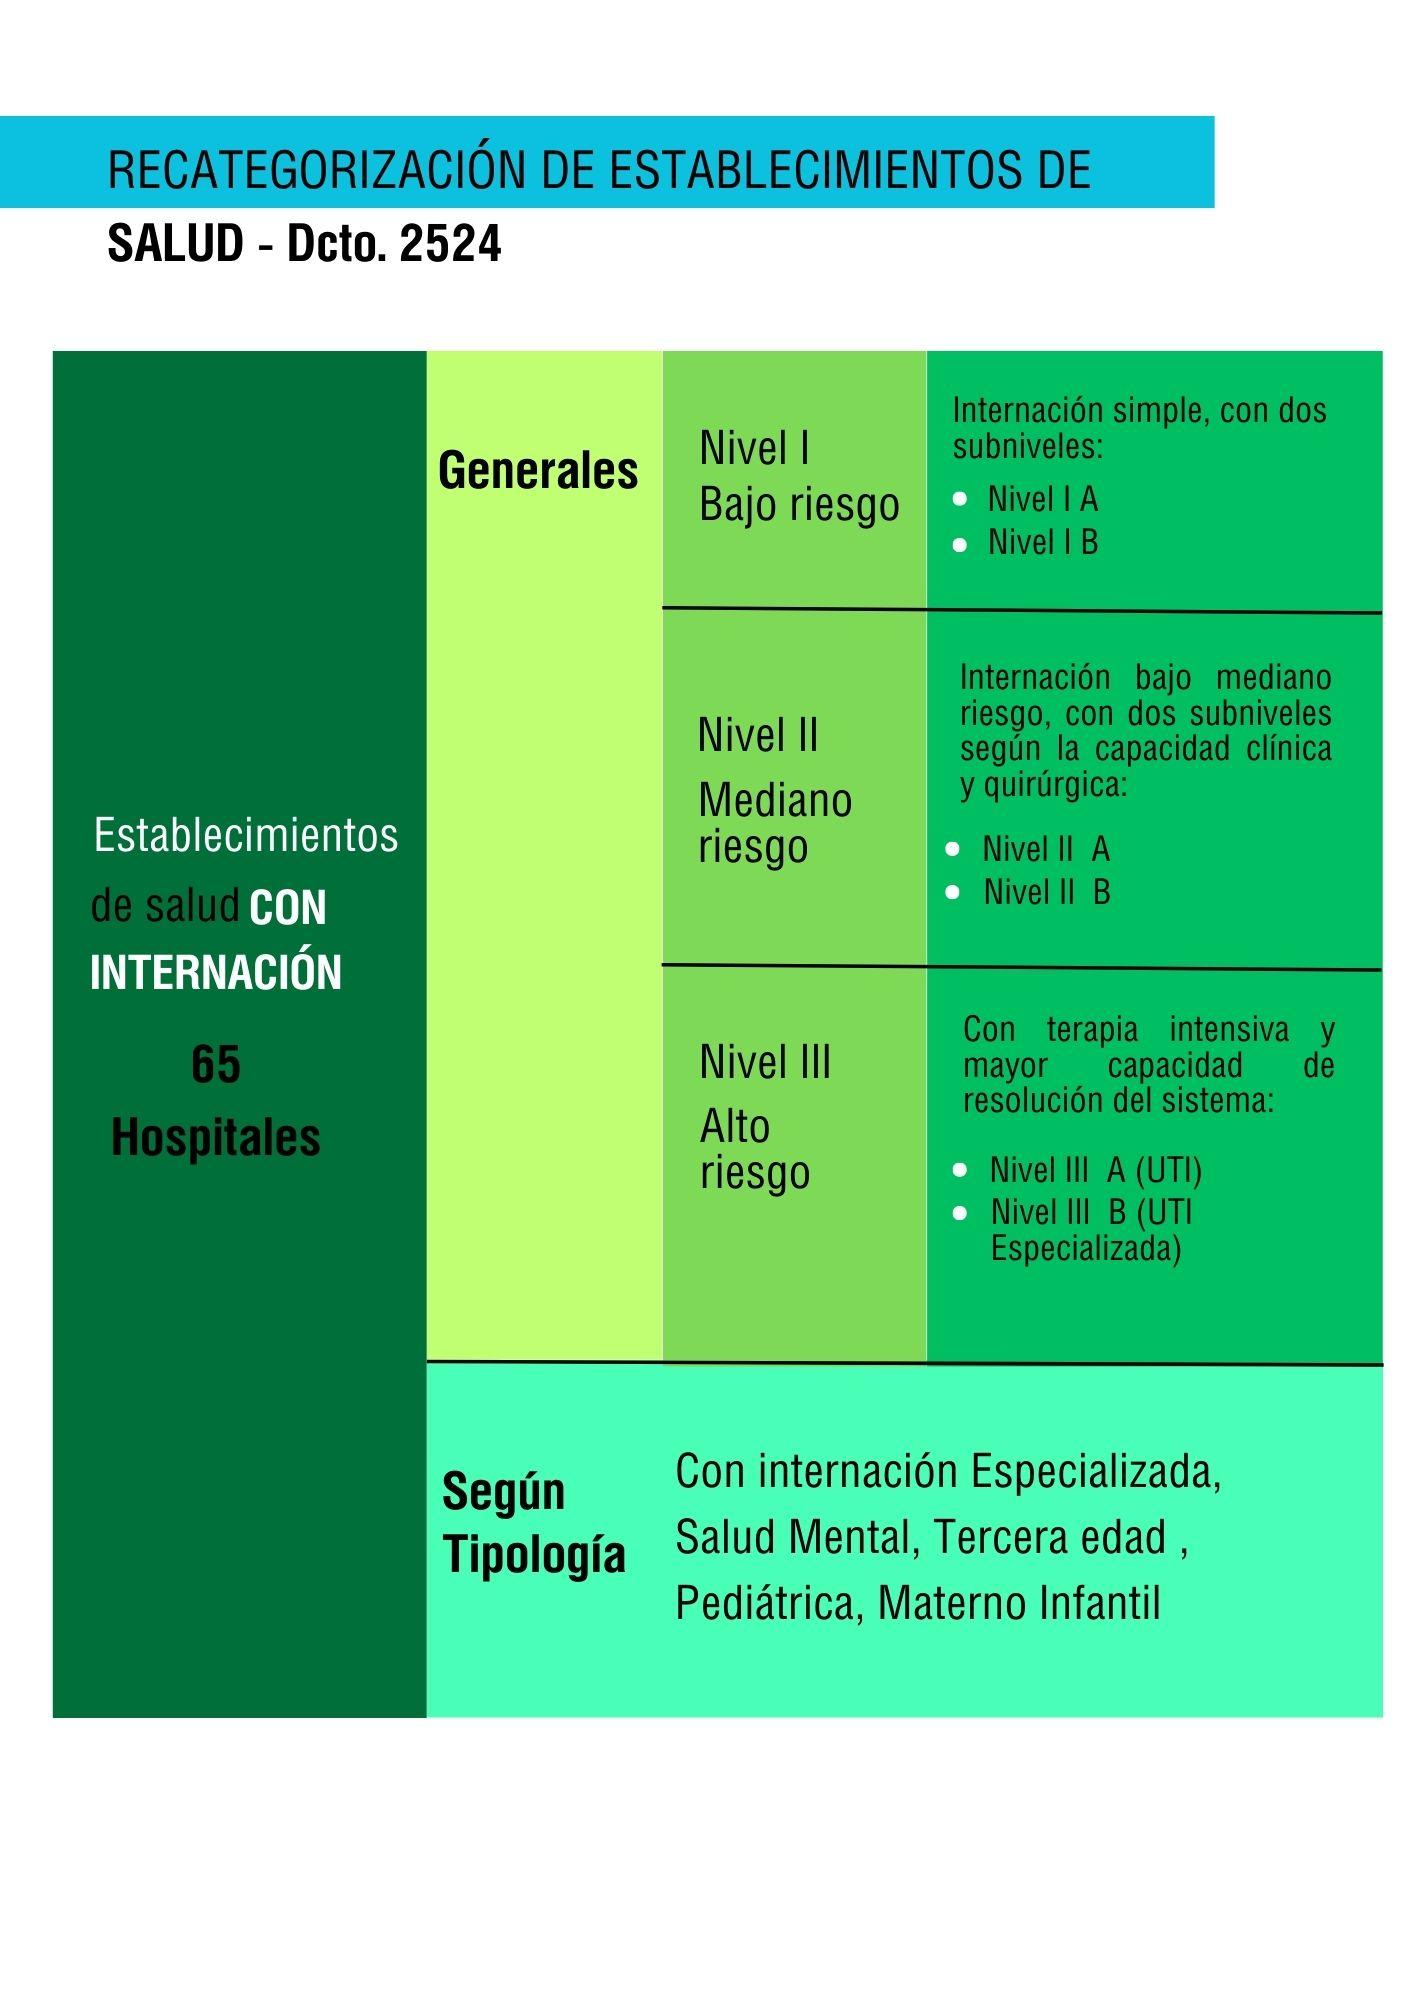 RECATEGORIZACIÓN DE ESTABLECIMIENTOS DE
SALUD - Dcto. 2524
Establecimientos
de salud CON
INTERNACIÓN
65
Hospitales
Generales
Nivel I
Bajo riesgo
Internación simple, con dos
subniveles:
Nivel I A
Nivel I B
Nivel II
Mediano
riesgo
Internación bajo mediano
riesgo, con dos subniveles
según la capacidad clínica
y quirúrgica:
Nivel II A
Nivel II B
Nivel III
Alto
riesgo
Con terapia intensiva y
mayor capacidad de
resolución del sistema:
Nivel III A (UTI)
Nivel III B (UTI
Especializada)
Según
Tipología
Con internación Especializada,
Salud Mental, Tercera edad ,
Pediátrica, Materno Infantil